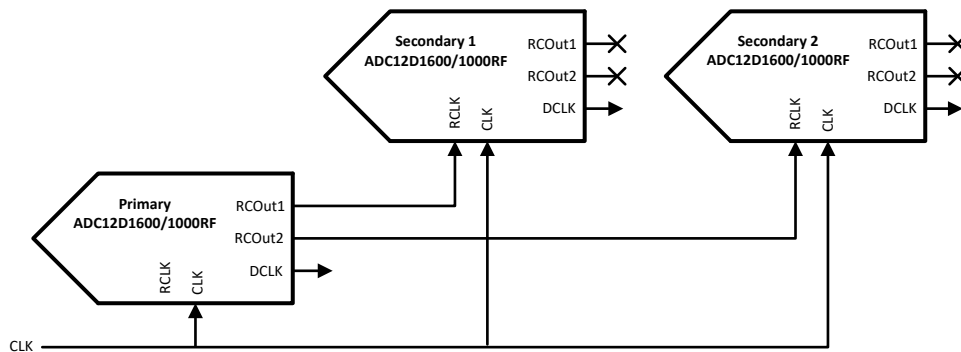 Secondary 1
ADC12D1600/1000RF
RCOut1
RCOut2
DCLK
RCLK
CLK
Secondary 2
ADC12D1600/1000RF
RCOut1
RCOut2
DCLK
RCLK
CLK
Primary
ADC12D1600/1000RF
RCOut1
RCOut2
DCLK
RCLK
CLK
CLK